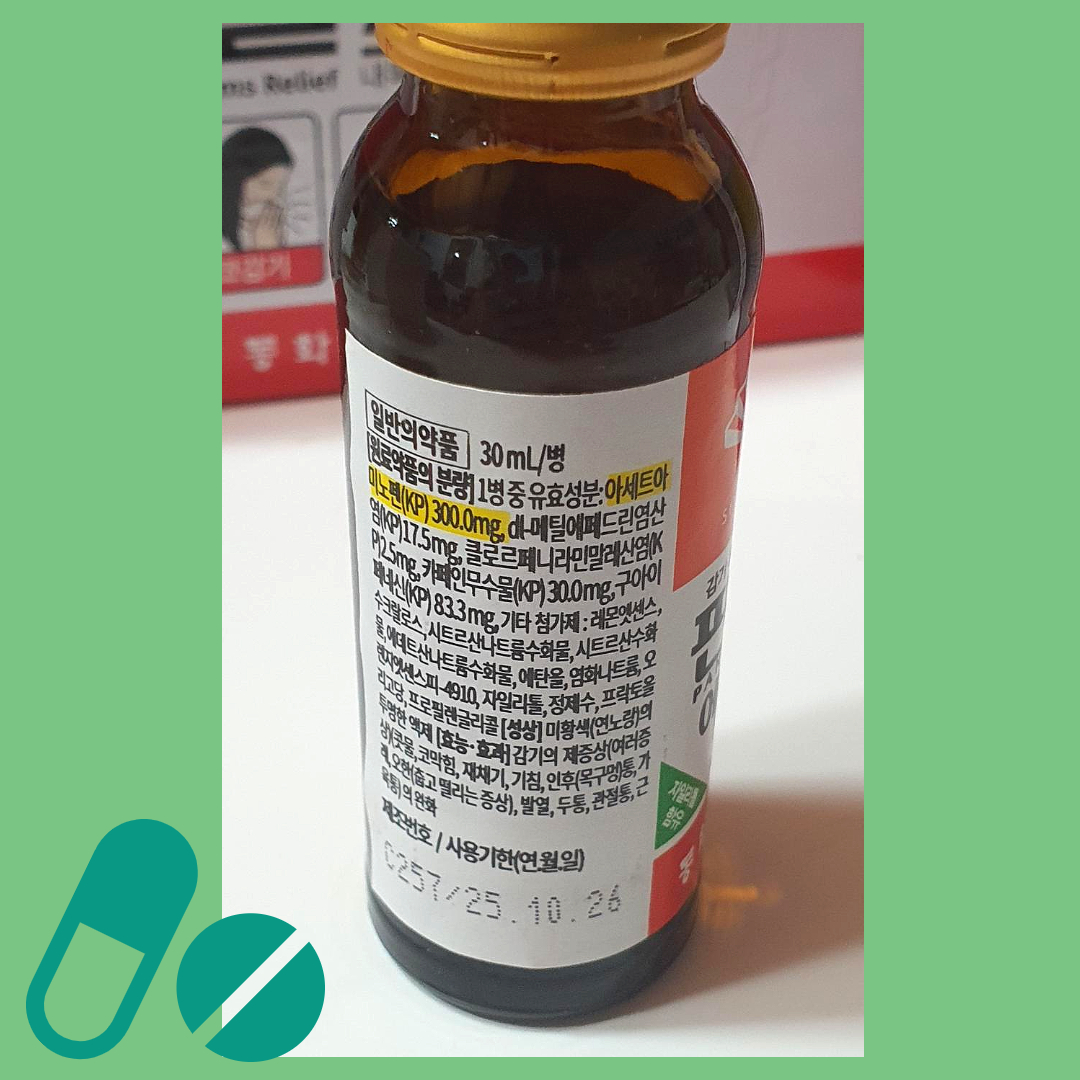 ms Relief
일반의약품 30mL/병
[원료약품의 분량] 1병 중 유효성분: 아세트아
미노펜(KP) 300.0mg, dl-메틸에페드린염산
염(KP)17.5mg, 클로르페니라민말레산염(K
P)2.5mg, 카페인무수물(KP) 30.0mg, 구아이
페네신(KP) 83.3mg, 기타 첨가제 : 레몬엣센스,
수크랄로스, 시트르산나트륨수화물, 시트르산수화
물, 에데트산나트륨수화물, 에탄올, 염화나트륨, 오
렌지엣센스피-4910, 자일리톨, 정제수, 프락토올
리고당, 프로필렌글리콜 [성상] 미황색(연노랑)의
투명한 액제 [효능·효과] 감기의 제증상(여러증
상)(콧물, 코막힘, 재채기, 기침, 인후(목구멍)통, 가
래, 오한(춥고 떨리는 증상), 발열, 두통, 관절통, 근
육통)의 완화
제조번호 / 사용기한(연.월.일)
C257/25.10.26
자일리톨
함유
감기
동화